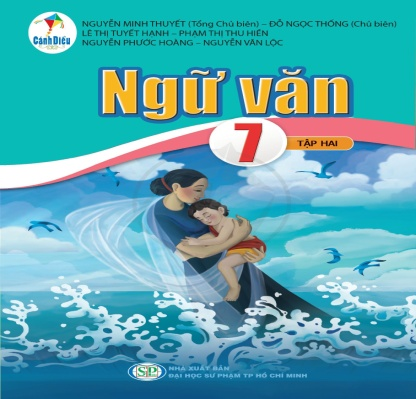 NGUYỄN MINH THUYẾT (Tổng Chủ biên) – ĐỖ NGỌC THỐNG (Chủ biên)
LÊ THỊ TUYẾT HẠNH – PHẠM THỊ THU HIỀN
NGUYỄN PHƯỚC HOÀNG – NGUYỄN VĂN LỘC
Cánh Diều
Ngữ văn
7
TẬP HAI
SP
NHÀ XUẤT BẢN
ĐẠI HỌC SƯ PHẠM TP HỒ CHÍ MINH